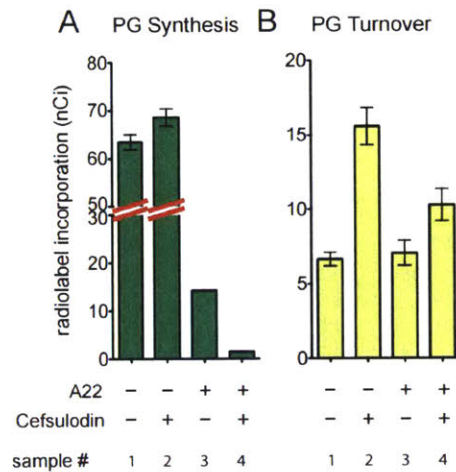 A PG Synthesis
B PG Turnover
radiolabel incorporation (nCi)
80
70
60
50
30
20
10
0
20
15
10
5
0
A22 − − + + − − + +
Cefsulodin − + − + − + − +
sample # 1 2 3 4 1 2 3 4